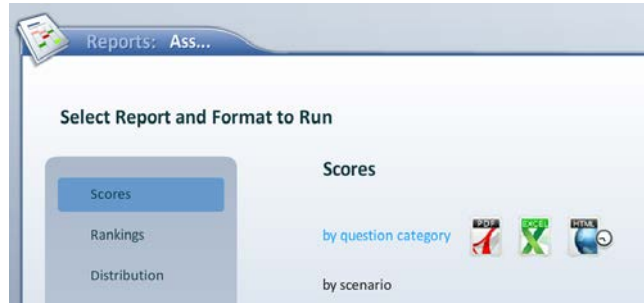 Reports: Ass...
Select Report and Format to Run
Scores
Scores
Rankings
by question category PDF EXCEL HTML
Distribution
by scenario